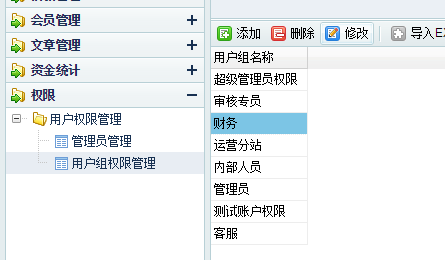 会员管理
文章管理
资金统计
权限
用户权限管理
管理员管理
用户组权限管理
添加 删除 修改 导入E
用户组名称
超级管理员权限
审核专员
财务
运营分站
内部人员
管理员
测试账户权限
客服